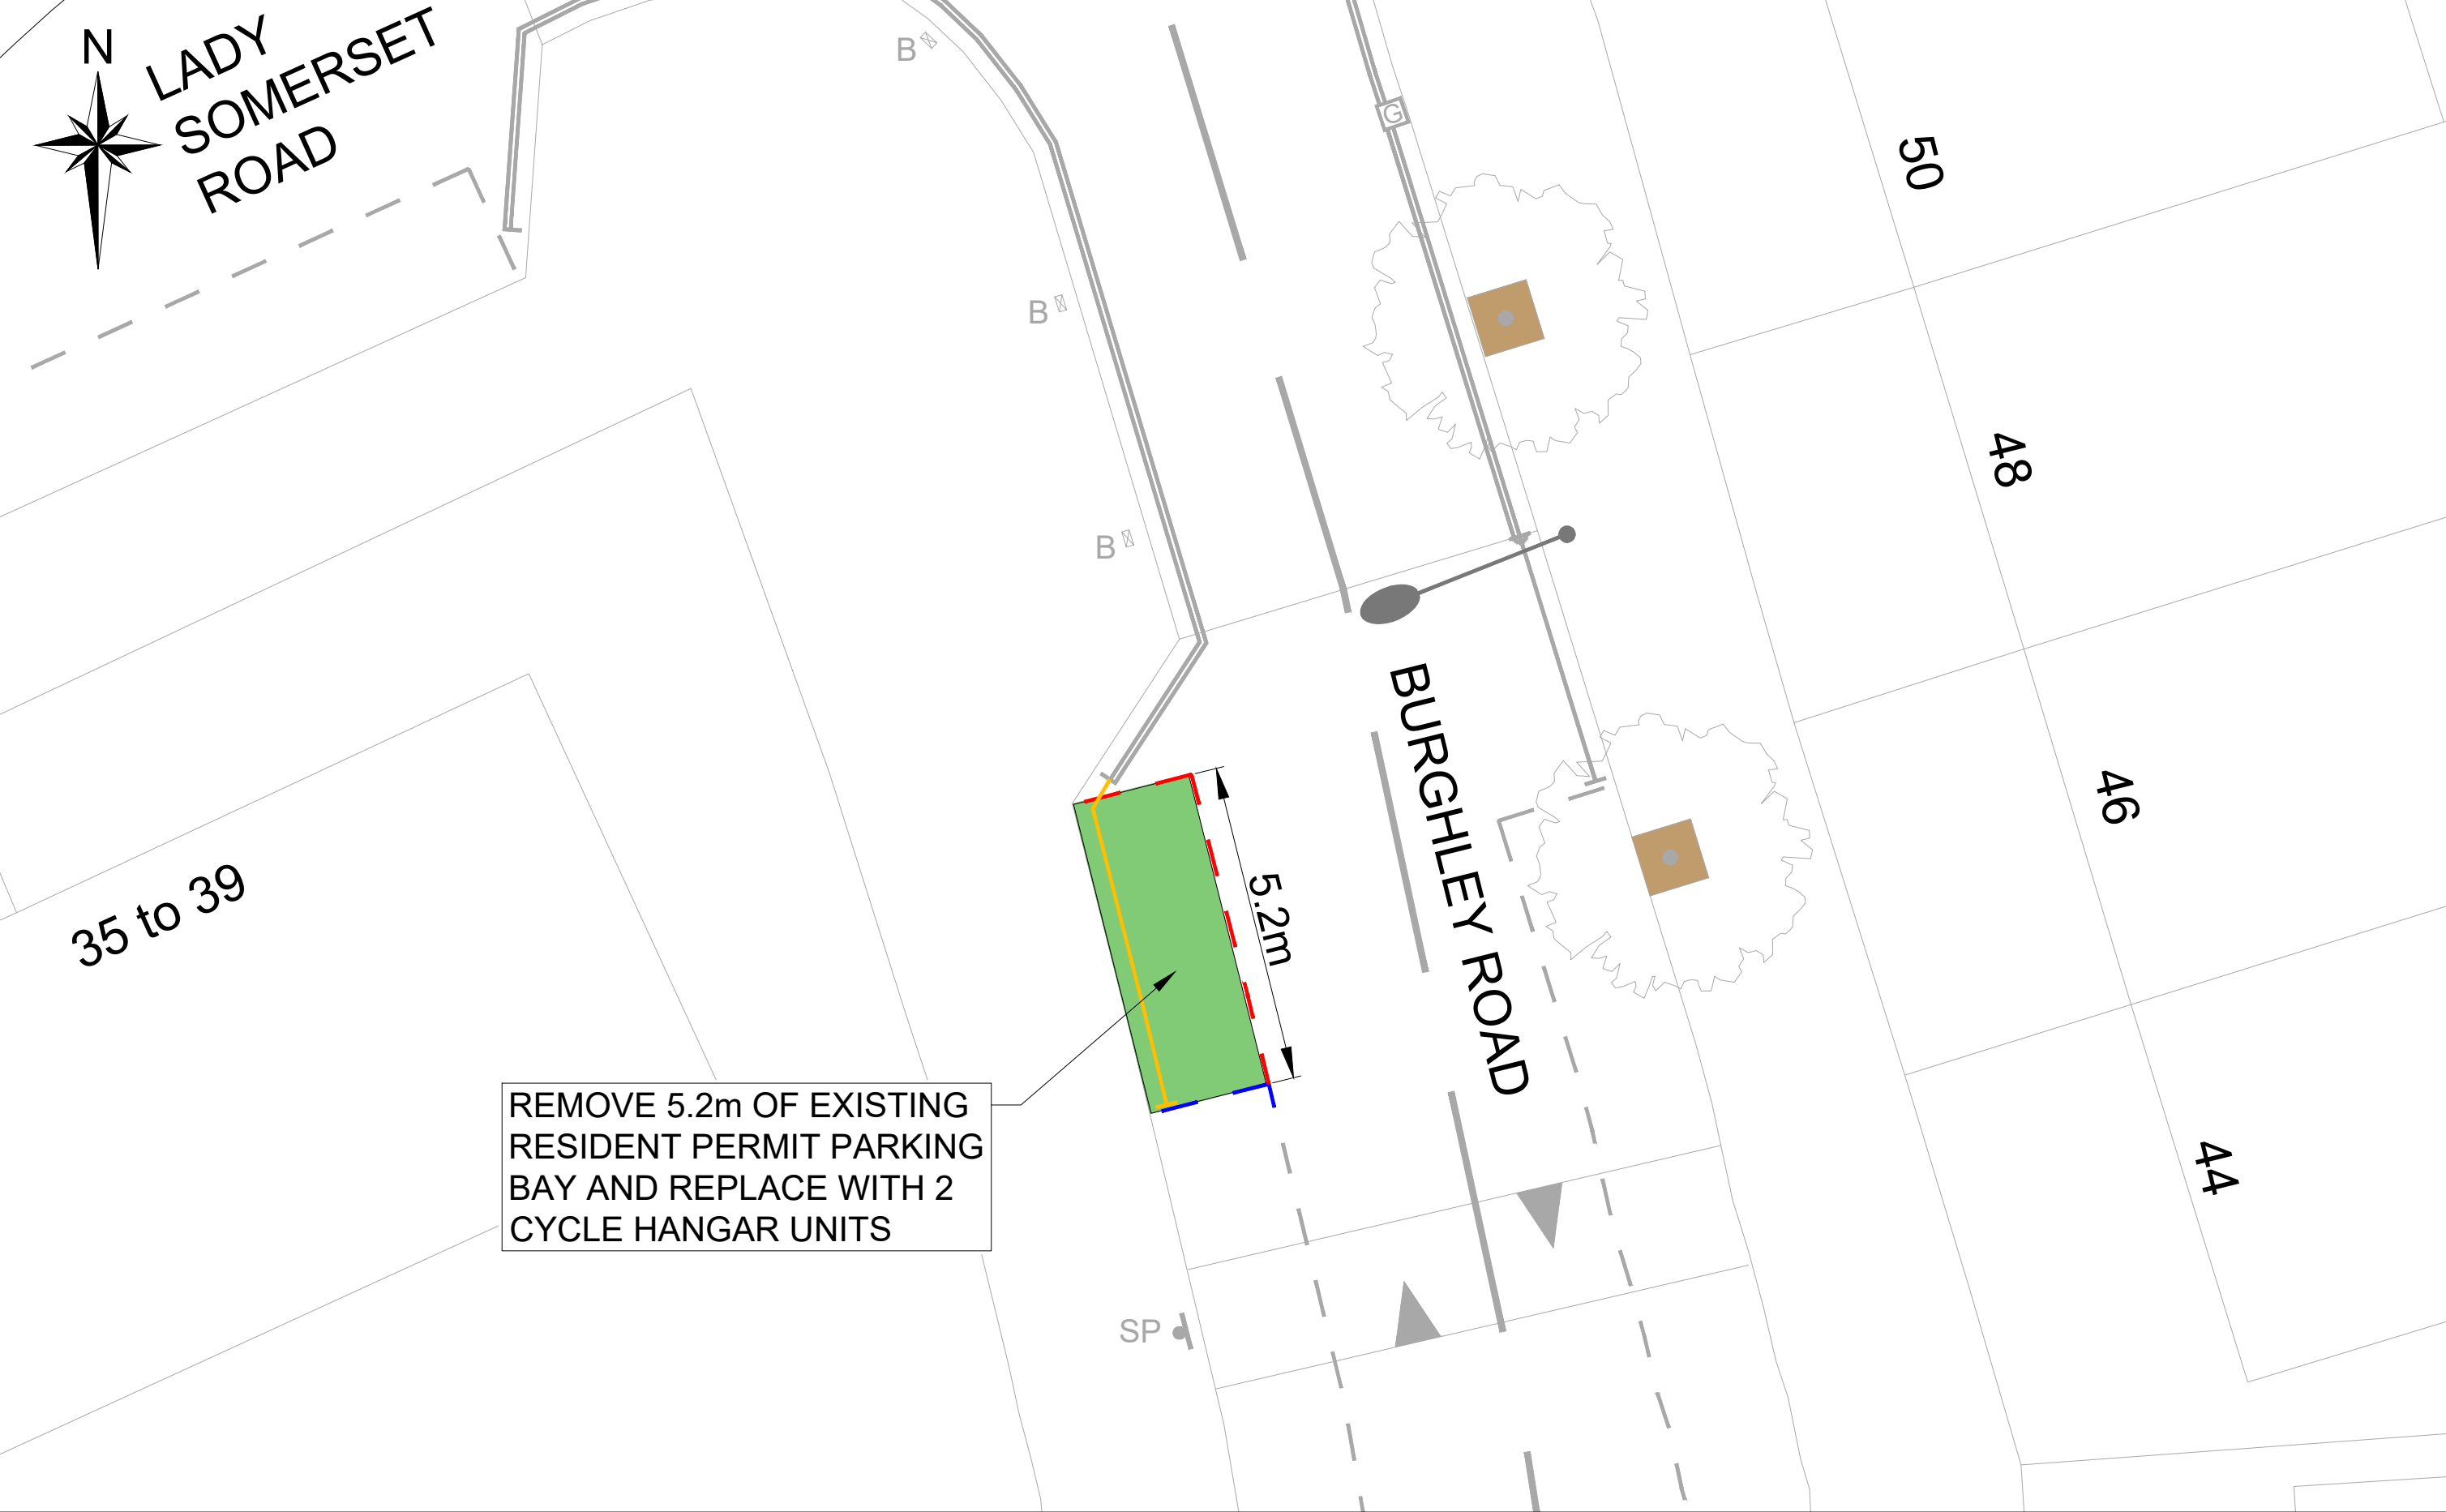 N
LADY
SOMERSET
ROAD
B
G
50
B
48
B
BURGHLEY ROAD
46
5.2m
35 to 39
REMOVE 5.2m OF EXISTING
RESIDENT PERMIT PARKING
BAY AND REPLACE WITH 2
CYCLE HANGAR UNITS
44
SP